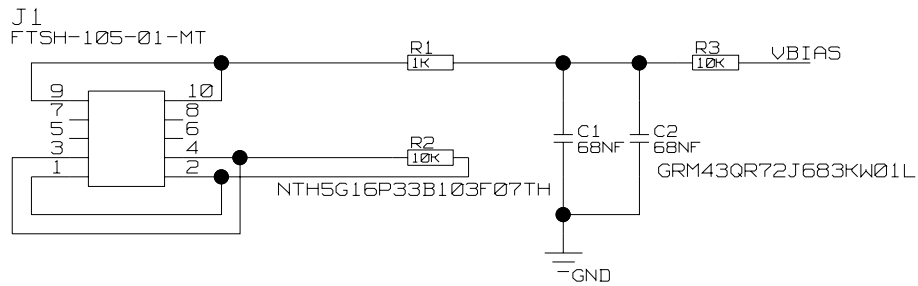 J1
FTSH-105-01-MT
R1
1K
R3
10K
VBIAS
9
10
7
8
5
6
3
4
1
2
R2
10K
NTH5G16P33B103F07TH
C1
68NF
C2
68NF
GRM43QR72J683KW01L
GND